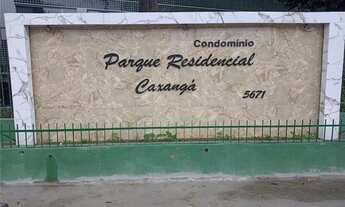 Condomínio
Parque Residencial
Caxangá
5671